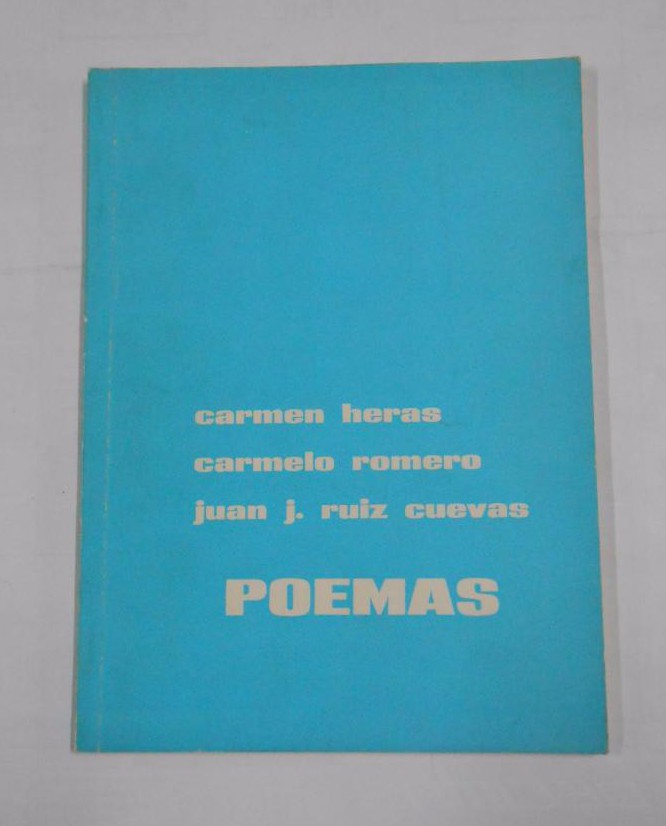 carmen heras
carmelo romero
juan j. ruiz cuevas
POEMAS